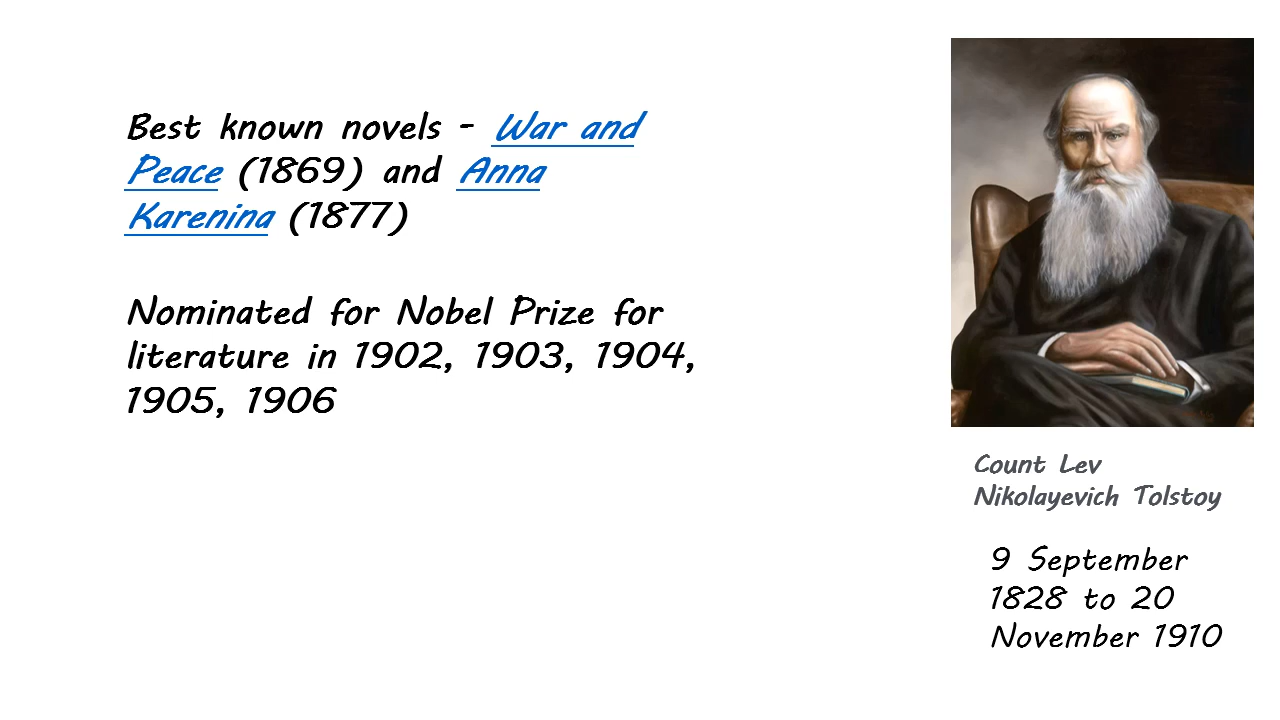 Best known novels - War and
Peace (1869) and Anna
Karenina (1877)
Nominated for Nobel Prize for
literature in 1902, 1903, 1904,
1905, 1906
Count Lev
Nikolayevich Tolstoy
9 September
1828 to 20
November 1910